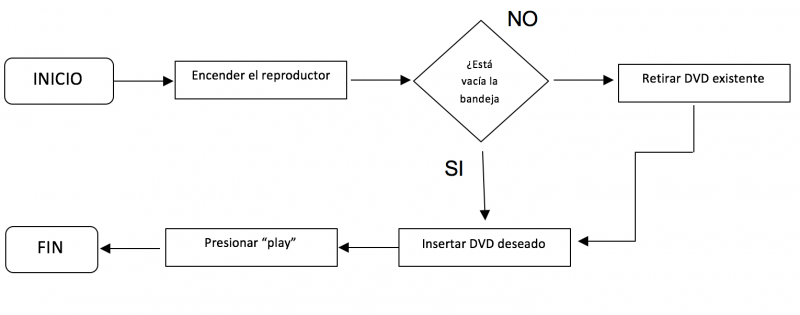 NO
INICIO
Encender el reproductor
¿Está
vacía la
bandeja
Retirar DVD existente
SI
FIN
Presionar “play”
Insertar DVD deseado